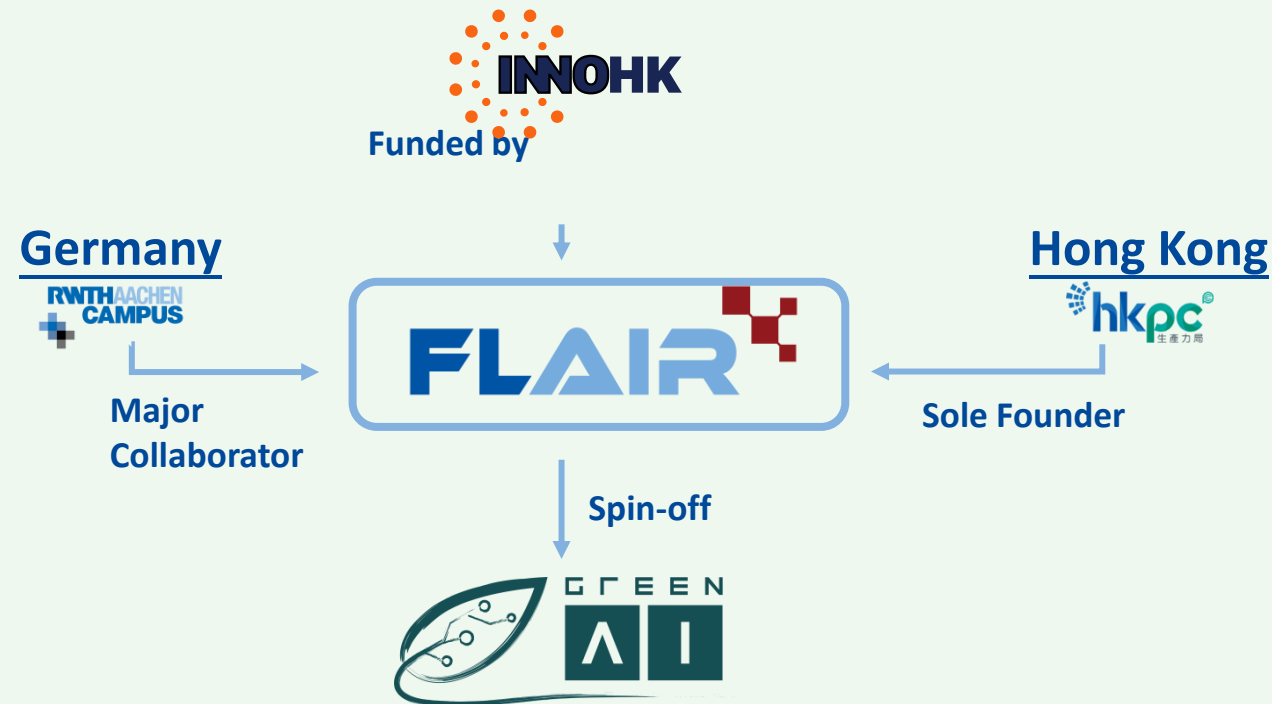 INNOHK
Funded by
Germany
Hong Kong
RWTHAACHEN
CAMPUS
hkpc
生產力局
FLAIR
Major
Collaborator
Sole Founder
Spin-off
GREEN
AI